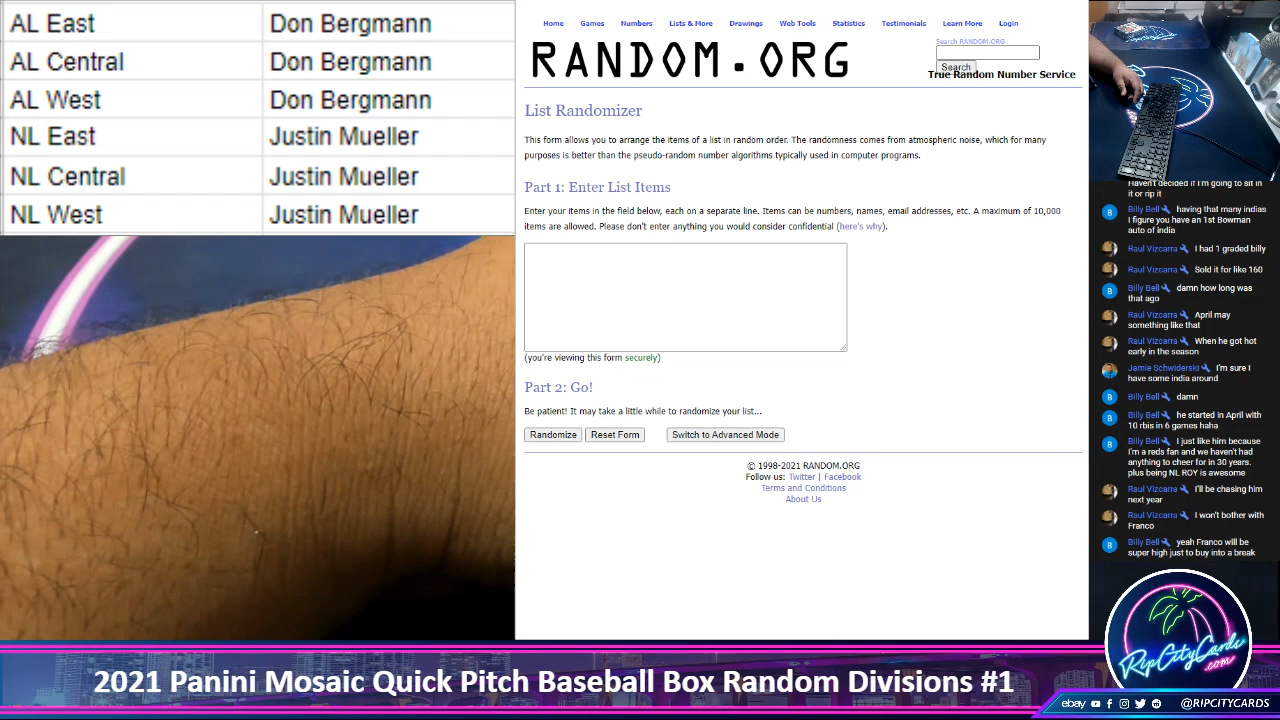 AL East Don Bergmann
AL Central Don Bergmann
AL West Don Bergmann
NL East Justin Mueller
NL Central Justin Mueller
NL West Justin Mueller
Home Games Numbers Lists & More Drawings Web Tools Statistics Testimonials Learn More Login
RANDOM.ORG
Search RANDOM.ORG
Search
True Random Number Service
List Randomizer
This form allows you to arrange the items of a list in random order. The randomness comes from atmospheric noise, which for many
purposes is better than the pseudo-random number algorithms typically used in computer programs.
Part 1: Enter List Items
Enter your items in the field below, each on a separate line. Items can be numbers, names, email addresses, etc. A maximum of 10,000
items are allowed. Please don't enter anything you would consider confidential (here's why).
(you're viewing this form securely)
Part 2: Go!
Be patient! It may take a little while to randomize your list...
Randomize Reset Form Switch to Advanced Mode
© 1998-2021 RANDOM.ORG
Follow us: Twitter | Facebook
Terms and Conditions
About Us
Haven't decided if I'm going to sit in
it or rip it
Billy Bell having that many indias
I figure you have an 1st Bowman
auto of india
Raul Vizcarra I had 1 graded billy
Raul Vizcarra Sold it for like 160
Billy Bell damn how long was
that ago
Raul Vizcarra April may
something like that
Raul Vizcarra When he got hot
early in the season
Jamie Schwiderski I'm sure I
have some india around
Billy Bell damn
Billy Bell he started in April with
10 rbis in 6 games haha
Billy Bell I just like him because
I'm a reds fan and we haven't had
anything to cheer for in 30 years.
plus being NL ROY is awesome
Raul Vizcarra I'll be chasing him
next year
Raul Vizcarra I won't bother with
Franco
Billy Bell yeah Franco will be
super high just to buy into a break
RipCityCards
.com
2021 Panini Mosaic Quick Pitch Baseball Box Random Divisions #1
ebay @RIPCITYCARDS